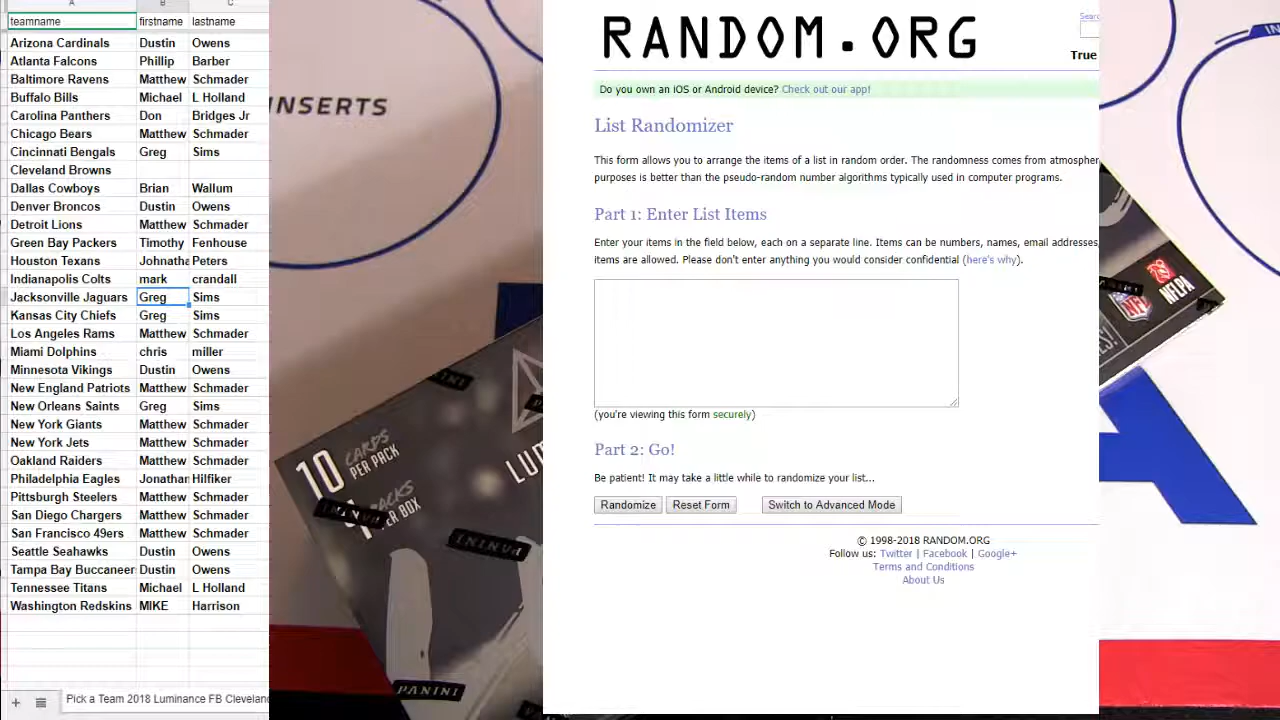 A B C
teamname firstname lastname
Arizona Cardinals Dustin Owens
Atlanta Falcons Phillip Barber
Baltimore Ravens Matthew Schmader
Buffalo Bills Michael L Holland
Carolina Panthers Don Bridges Jr
Chicago Bears Matthew Schmader
Cincinnati Bengals Greg Sims
Cleveland Browns
Dallas Cowboys Brian Wallum
Denver Broncos Dustin Owens
Detroit Lions Matthew Schmader
Green Bay Packers Timothy Fenhouse
Houston Texans Johnatha Peters
Indianapolis Colts mark crandall
Jacksonville Jaguars Greg Sims
Kansas City Chiefs Greg Sims
Los Angeles Rams Matthew Schmader
Miami Dolphins chris miller
Minnesota Vikings Dustin Owens
New England Patriots Matthew Schmader
New Orleans Saints Greg Sims
New York Giants Matthew Schmader
New York Jets Matthew Schmader
Oakland Raiders Matthew Schmader
Philadelphia Eagles Jonathan Hilfiker
Pittsburgh Steelers Matthew Schmader
San Diego Chargers Matthew Schmader
San Francisco 49ers Matthew Schmader
Seattle Seahawks Dustin Owens
Tampa Bay Buccaneer Dustin Owens
Tennessee Titans Michael L Holland
Washington Redskins MIKE Harrison
Pick a Team 2018 Luminance FB Cleveland
INSERTS
10 CARDS
PER PACK
PER BOX
LUM
PANINI
PANINI
PANINI
RANDOM.ORG
Searc
True
Do you own an iOS or Android device? Check out our app!
List Randomizer
This form allows you to arrange the items of a list in random order. The randomness comes from atmospher
purposes is better than the pseudo-random number algorithms typically used in computer programs.
Part 1: Enter List Items
Enter your items in the field below, each on a separate line. Items can be numbers, names, email addresses,
items are allowed. Please don't enter anything you would consider confidential (here's why).
(you're viewing this form securely)
Part 2: Go!
Be patient! It may take a little while to randomize your list...
Randomize Reset Form Switch to Advanced Mode
© 1998-2018 RANDOM.ORG
Follow us: Twitter | Facebook | Google+
Terms and Conditions
About Us
NFL
NFLPA